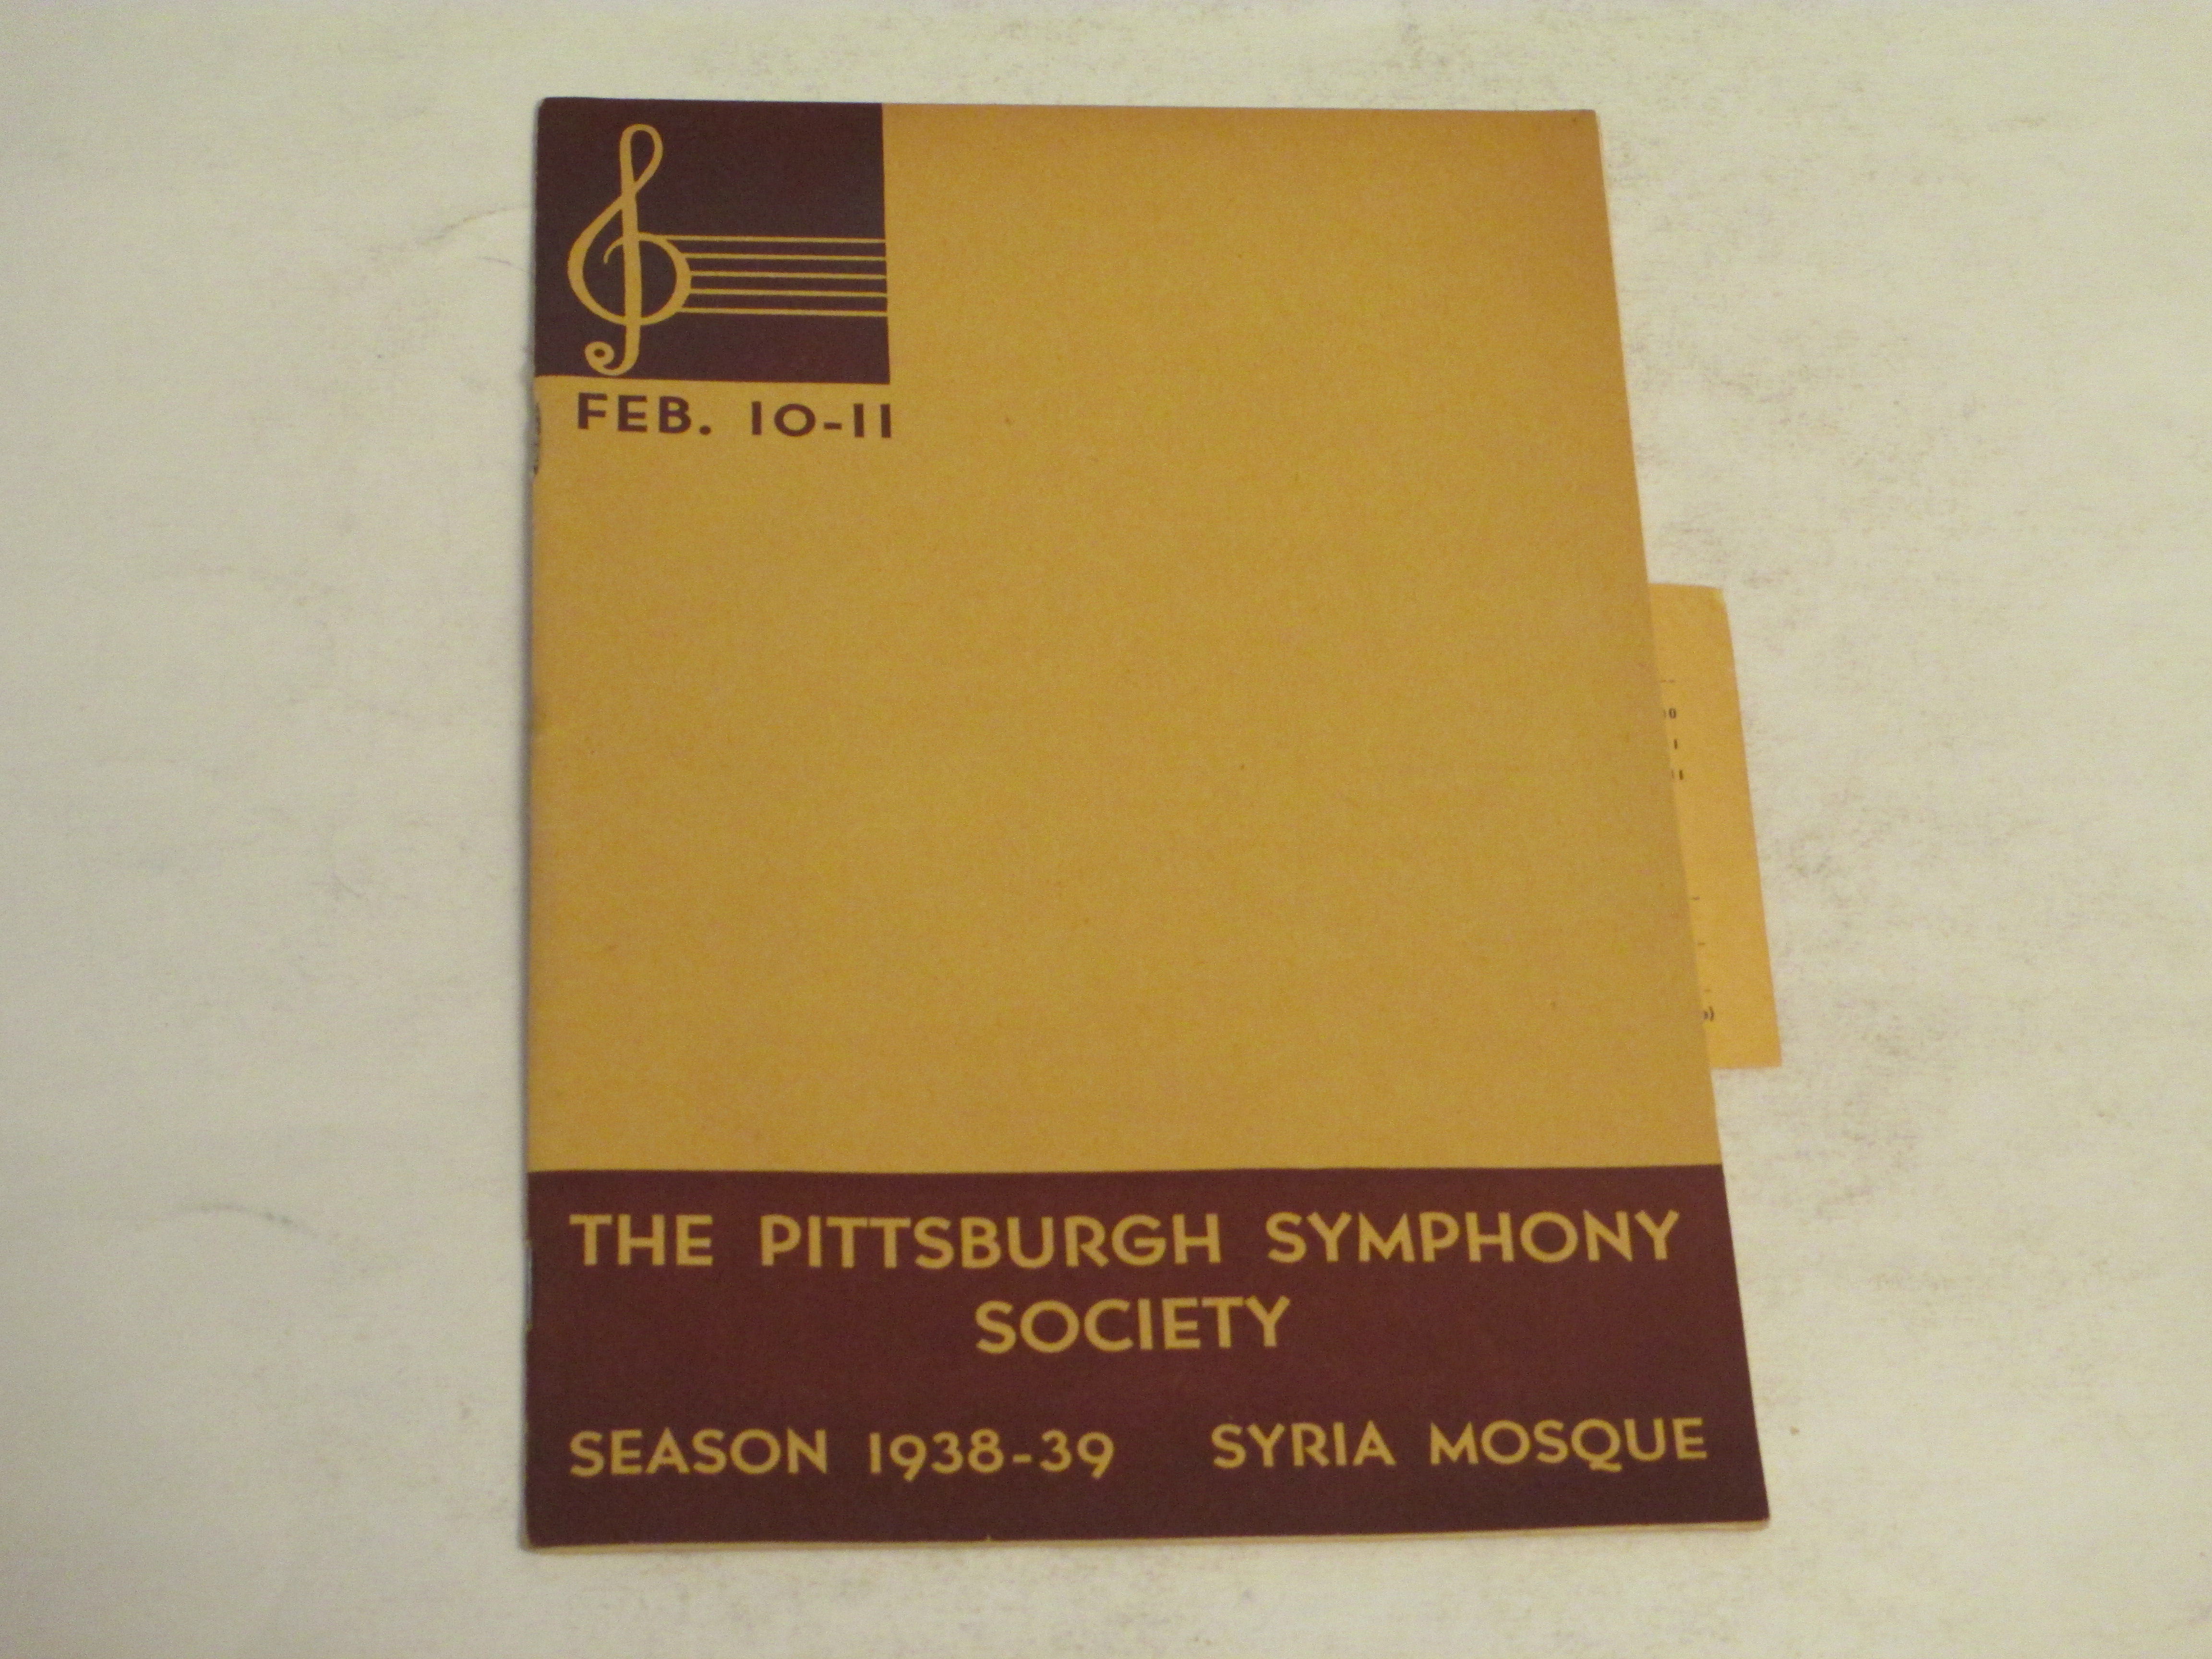 FEB. 10-11
THE PITTSBURGH SYMPHONY
SOCIETY
SEASON 1938-39 SYRIA MOSQUE